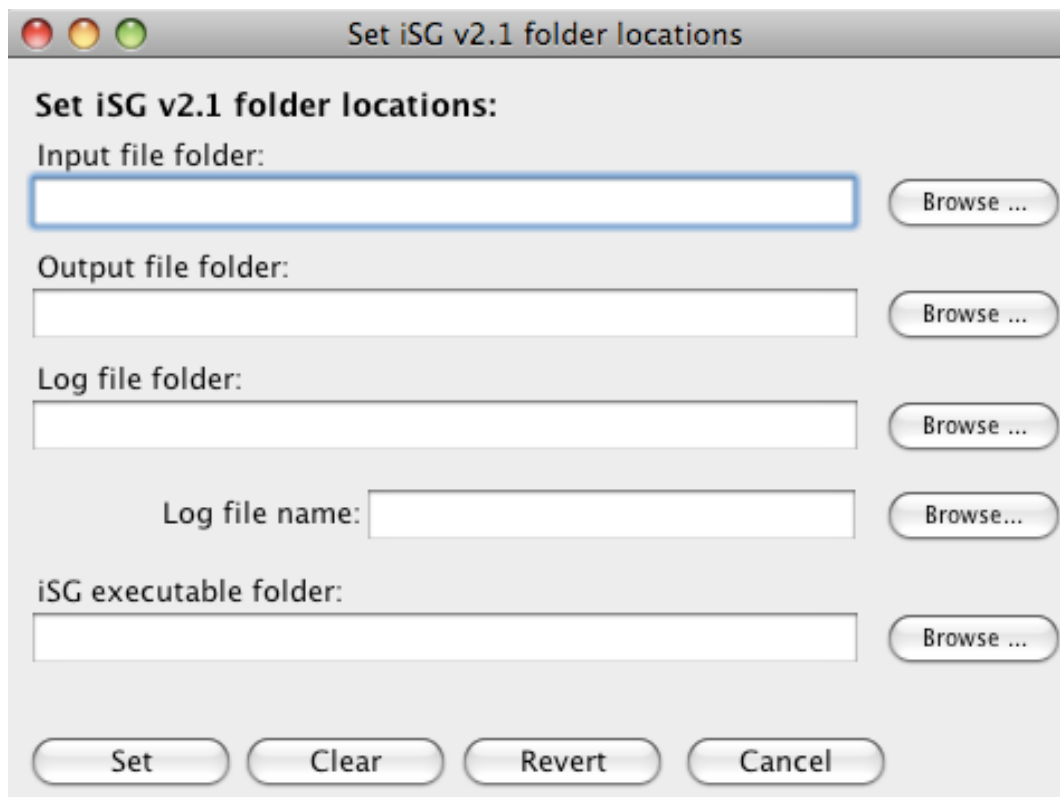 Set iSG v2.1 folder locations
Set iSG v2.1 folder locations:
Input file folder:
Browse ...
Output file folder:
Browse ...
Log file folder:
Browse ...
Log file name: Browse...
iSG executable folder:
Browse ...
Set Clear Revert Cancel